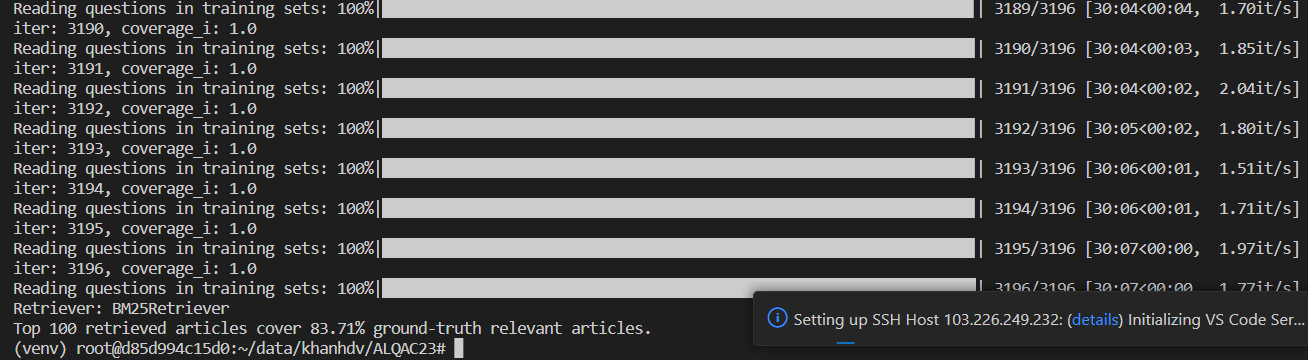 Reading questions in training sets: 100%| | 3189/3196 [30:04<00:04, 1.70it/s]
iter: 3190, coverage_i: 1.0
Reading questions in training sets: 100%| | 3190/3196 [30:04<00:03, 1.85it/s]
iter: 3191, coverage_i: 1.0
Reading questions in training sets: 100%| | 3191/3196 [30:04<00:02, 2.04it/s]
iter: 3192, coverage_i: 1.0
Reading questions in training sets: 100%| | 3192/3196 [30:05<00:02, 1.80it/s]
iter: 3193, coverage_i: 1.0
Reading questions in training sets: 100%| | 3193/3196 [30:06<00:01, 1.51it/s]
iter: 3194, coverage_i: 1.0
Reading questions in training sets: 100%| | 3194/3196 [30:06<00:01, 1.71it/s]
iter: 3195, coverage_i: 1.0
Reading questions in training sets: 100%| | 3195/3196 [30:07<00:00, 1.97it/s]
iter: 3196, coverage_i: 1.0
Reading questions in training sets: 100%| | 3196/3196 [30:07<00:00, 1.77it/s]
Retriever: BM25Retriever
Top 100 retrieved articles cover 83.71% ground-truth relevant articles.
(venv) root@d85d994c15d0:~/data/khanhdv/ALQAC23#
Setting up SSH Host 103.226.249.232: (details) Initializing VS Code Ser...